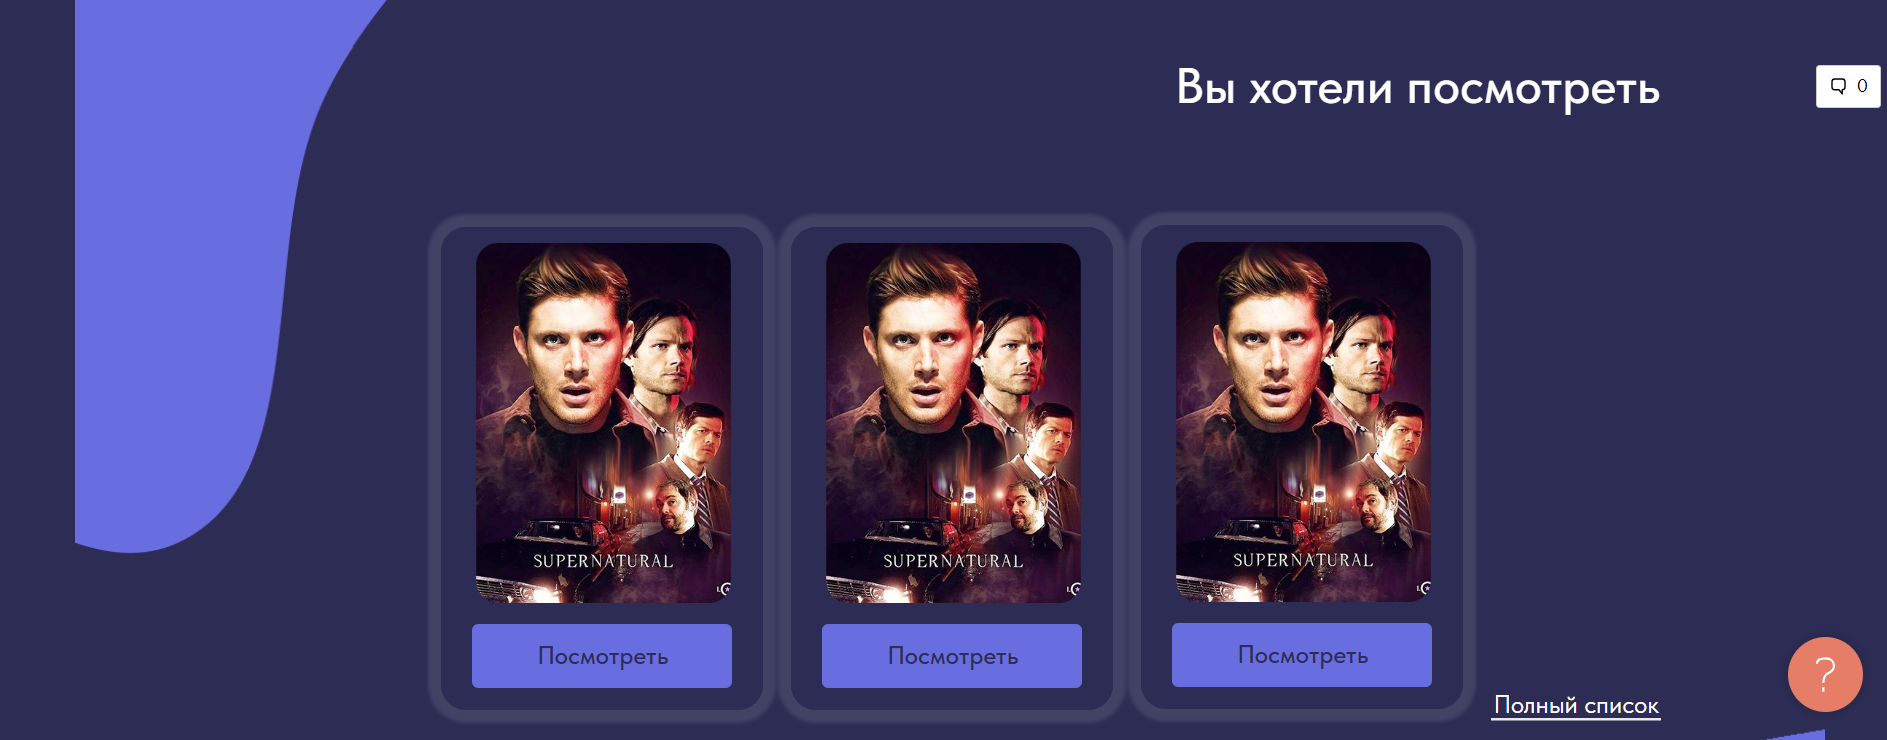 Вы хотели посмотреть
0
SUPERNATURAL
SUPERNATURAL
SUPERNATURAL
Посмотреть
Посмотреть
Посмотреть
Полный список
?